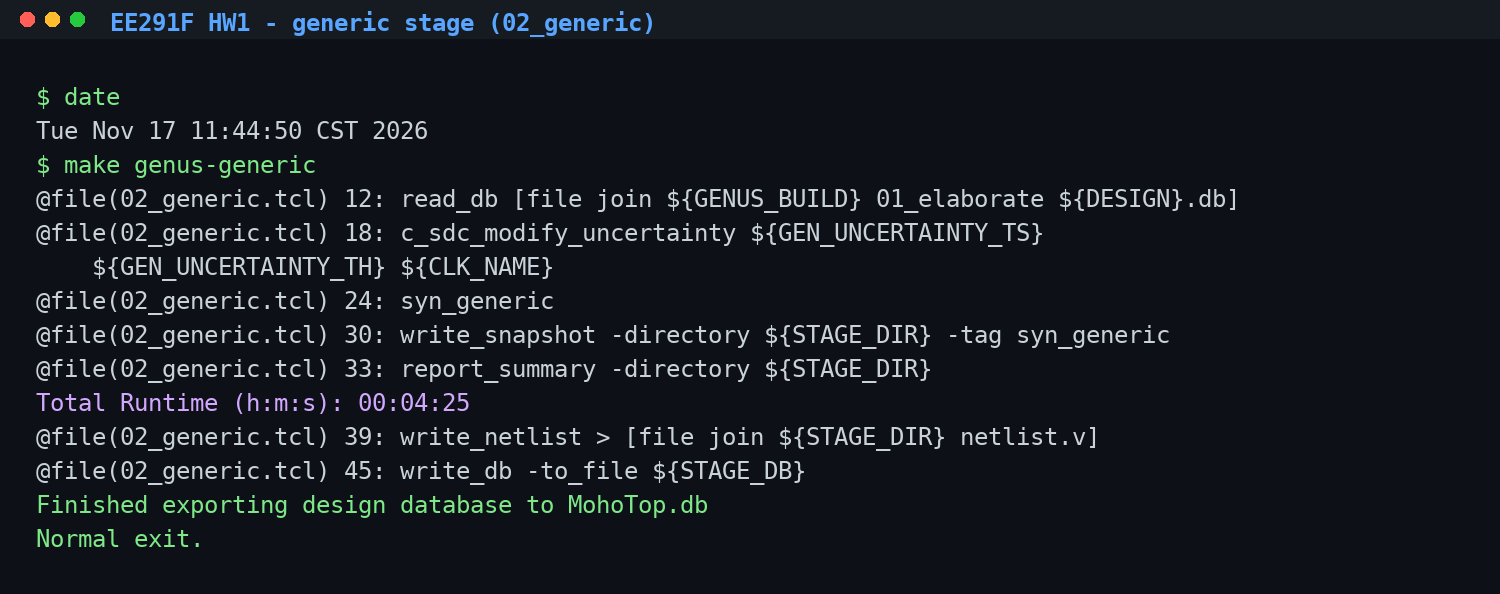 EE291F HW1 - generic stage (02_generic)
$ date
Tue Nov 17 11:44:50 CST 2026
$ make genus-generic
@file(02_generic.tcl) 12: read_db [file join ${GENUS_BUILD} 01_elaborate ${DESIGN}.db]
@file(02_generic.tcl) 18: c_sdc_modify_uncertainty ${GEN_UNCERTAINTY_TS}
    ${GEN_UNCERTAINTY_TH} ${CLK_NAME}
@file(02_generic.tcl) 24: syn_generic
@file(02_generic.tcl) 30: write_snapshot -directory ${STAGE_DIR} -tag syn_generic
@file(02_generic.tcl) 33: report_summary -directory ${STAGE_DIR}
Total Runtime (h:m:s): 00:04:25
@file(02_generic.tcl) 39: write_netlist > [file join ${STAGE_DIR} netlist.v]
@file(02_generic.tcl) 45: write_db -to_file ${STAGE_DB}
Finished exporting design database to MohoTop.db
Normal exit.